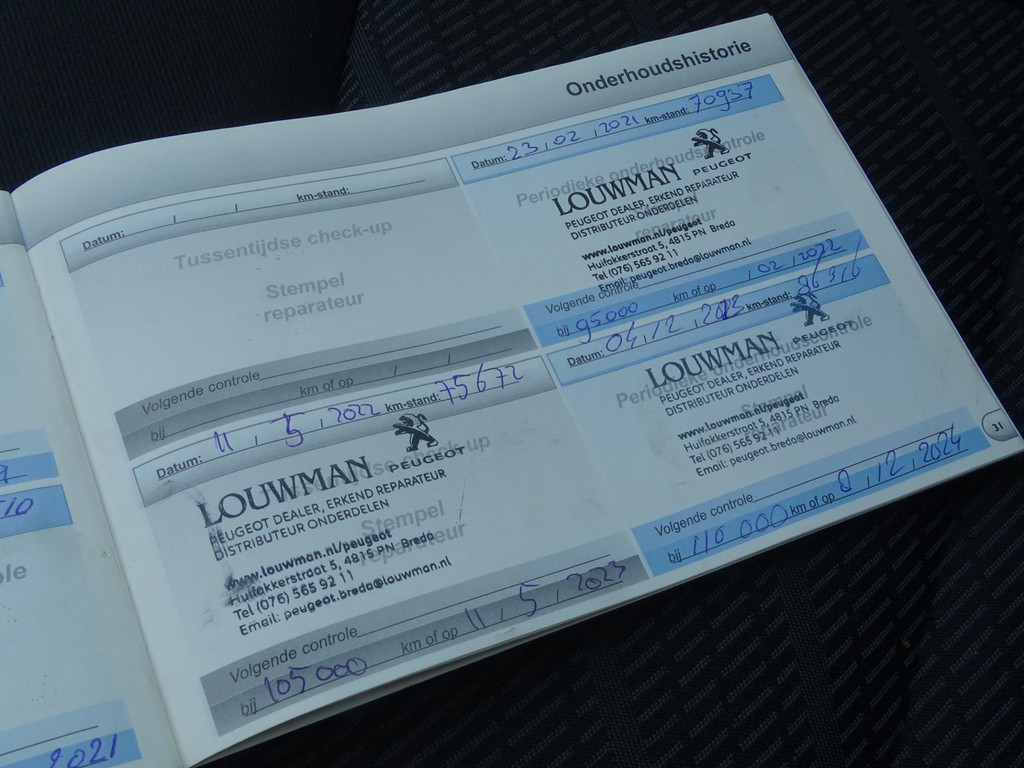 Onderhoudshistorie
Datum: / / km-stand:
Tussentijdse check-up
Stempel
reparateur
Volgende controle
bij km of op / /
Datum: 23, 02, 2021 km-stand: 70937
Periodieke onderhoudscontrole
PEUGEOT
LOUWMAN
PEUGEOT DEALER, ERKEND REPARATEUR
DISTRIBUTEUR ONDERDELEN
reparateur
www.louwman.nl/peugeot
Huifakkerstraat 5, 4815 PN Breda
Tel (076) 565 92 11
Email: peugeot.breda@louwman.nl
Volgende controle
bij 95000 km of op , 02, 2022
Datum: 11, 5, 2022 km-stand: 75672
check-up
PEUGEOT
LOUWMAN
PEUGEOT DEALER, ERKEND REPARATEUR
DISTRIBUTEUR ONDERDELEN
Stempel
reparateur
www.louwman.nl/peugeot
Huifakkerstraat 5, 4815 PN Breda
Tel (076) 565 92 11
Email: peugeot.breda@louwman.nl
Volgende controle
bij 105000 km of op 11, 5, 2023
Datum: 04, 12, km-stand:
Periodieke onderhoudscontrole
PEUGEOT
LOUWMAN
PEUGEOT DEALER, ERKEND REPARATEUR
DISTRIBUTEUR ONDERDELEN
Stempel
reparateur
www.louwman.nl/peugeot
Huifakkerstraat 5, 4815 PN Breda
Tel (076) 565 92 11
Email: peugeot.breda@louwman.nl
Volgende controle
bij 110000 km of op 12, 2024
31
2021